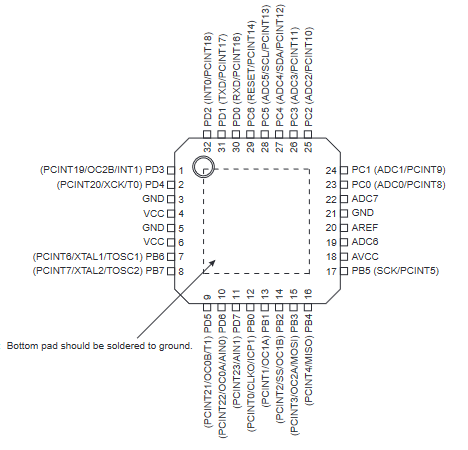 PD2 (INT0/PCINT18)
PD1 (TXD/PCINT17)
PD0 (RXD/PCINT16)
PC6 (RESET/PCINT14)
PC5 (ADC5/SCL/PCINT13)
PC4 (ADC4/SDA/PCINT12)
PC3 (ADC3/PCINT11)
PC2 (ADC2/PCINT10)
32 31 30 29 28 27 26 25
(PCINT19/OC2B/INT1) PD3 1
(PCINT20/XCK/T0) PD4 2
GND 3
VCC 4
GND 5
VCC 6
(PCINT6/XTAL1/TOSC1) PB6 7
(PCINT7/XTAL2/TOSC2) PB7 8
24 PC1 (ADC1/PCINT9)
23 PC0 (ADC0/PCINT8)
22 ADC7
21 GND
20 AREF
19 ADC6
18 AVCC
17 PB5 (SCK/PCINT5)
9 10 11 12 13 14 15 16
(PCINT21/OC0B/T1) PD5
(PCINT22/OC0A/AIN0) PD6
(PCINT23/AIN1) PD7
(PCINT0/CLKO/ICP1) PB0
(PCINT1/OC1A) PB1
(PCINT2/SS/OC1B) PB2
(PCINT3/OC2A/MOSI) PB3
(PCINT4/MISO) PB4
Bottom pad should be soldered to ground.